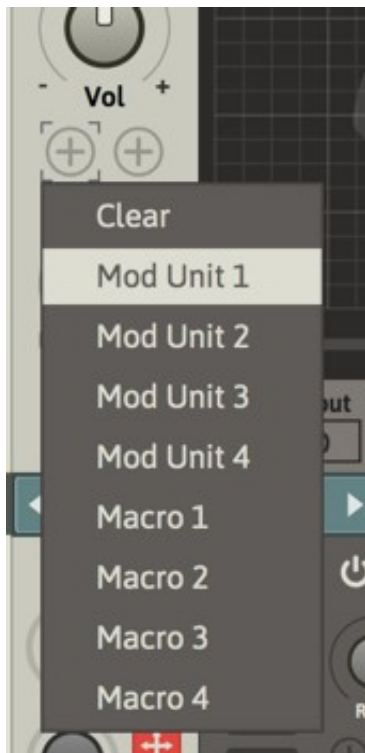 - Vol +
Clear
Mod Unit 1
Mod Unit 2
Mod Unit 3
Mod Unit 4
Macro 1
Macro 2
Macro 3
Macro 4